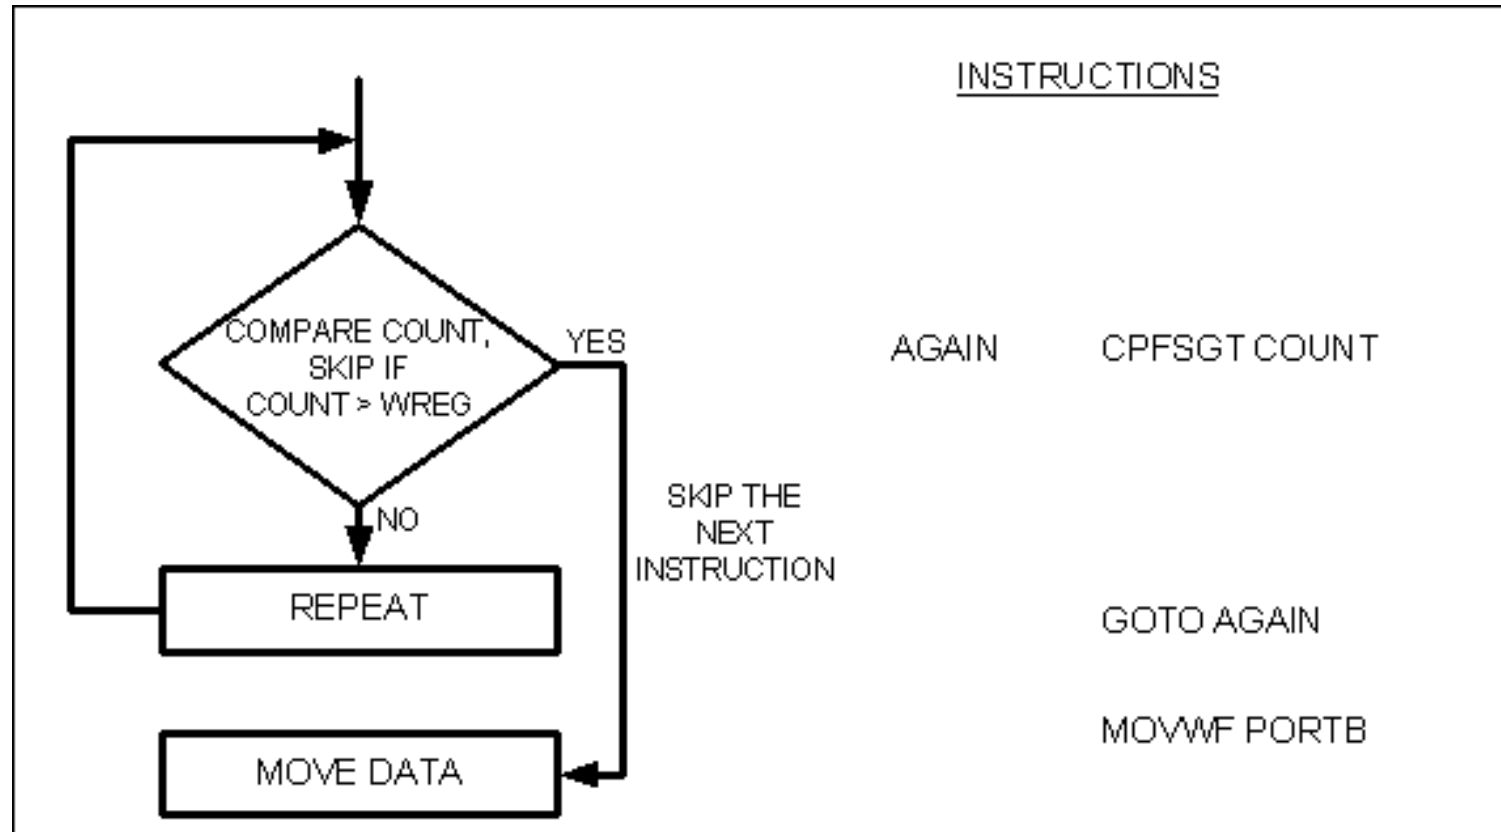 INSTRUCTIONS
COMPARE COUNT,
SKIP IF
COUNT > WREG
YES
AGAIN CPFSGT COUNT
NO
SKIP THE
NEXT
INSTRUCTION
REPEAT
GOTO AGAIN
MOVE DATA
MOVWF PORTB